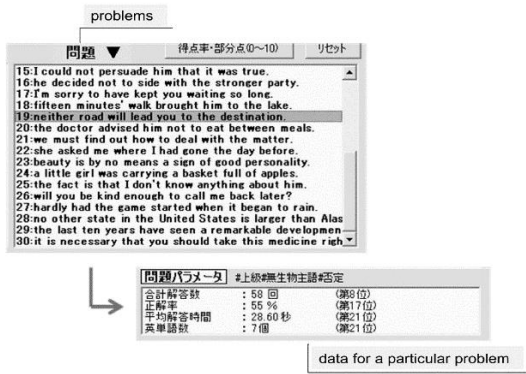 problems
問題 ▼ 得点率・部分点(0～10) リセット
15:I could not persuade him that it was true.
16:he decided not to side with the stronger party.
17:I'm sorry to have kept you waiting so long.
18:fifteen minutes' walk brought him to the lake.
19:neither road will lead you to the destination.
20:the doctor advised him not to eat between meals.
21:we must find out how to deal with the matter.
22:she asked me where I had gone the day before.
23:beauty is by no means a sign of good personality.
24:a little girl was carrying a basket full of apples.
25:the fact is that I don't know anything about him.
26:will you be kind enough to call me back later?
27:hardly had the game started when it began to rain.
28:no other state in the United States is larger than Alas
29:the last ten years have seen a remarkable developmen
30:it is necessary that you should take this medicine righ
問題パラメータ #上級#無生物主語#否定
合計解答数 : 58 回 (第8位)
正解率 : 55 % (第17位)
平均解答時間 : 28.60 秒 (第21位)
英単語数 : 7個 (第21位)
data for a particular problem